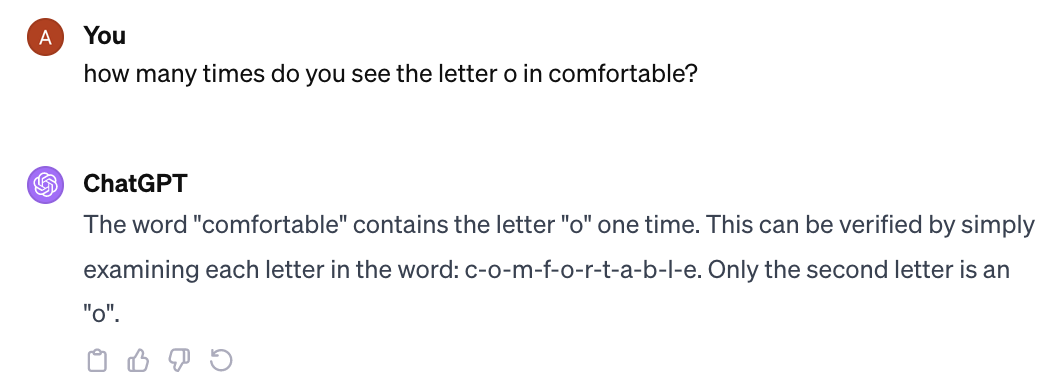 A
You
how many times do you see the letter o in comfortable?
ChatGPT
The word "comfortable" contains the letter "o" one time. This can be verified by simply
examining each letter in the word: c-o-m-f-o-r-t-a-b-l-e. Only the second letter is an
"o".